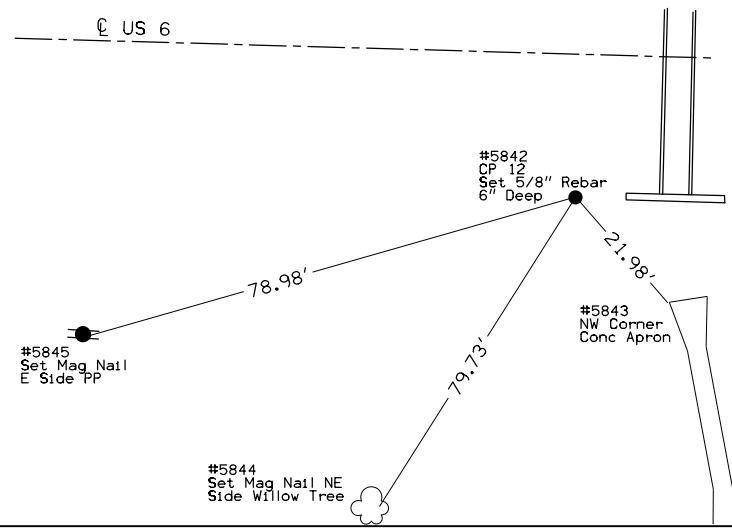 ℄ US 6
#5842
CP 12
Set 5/8" Rebar
6" Deep
21.98'
78.98'
#5843
NW Corner
Conc Apron
79.73'
#5845
Set Mag Nail
E Side PP
#5844
Set Mag Nail NE
Side Willow Tree